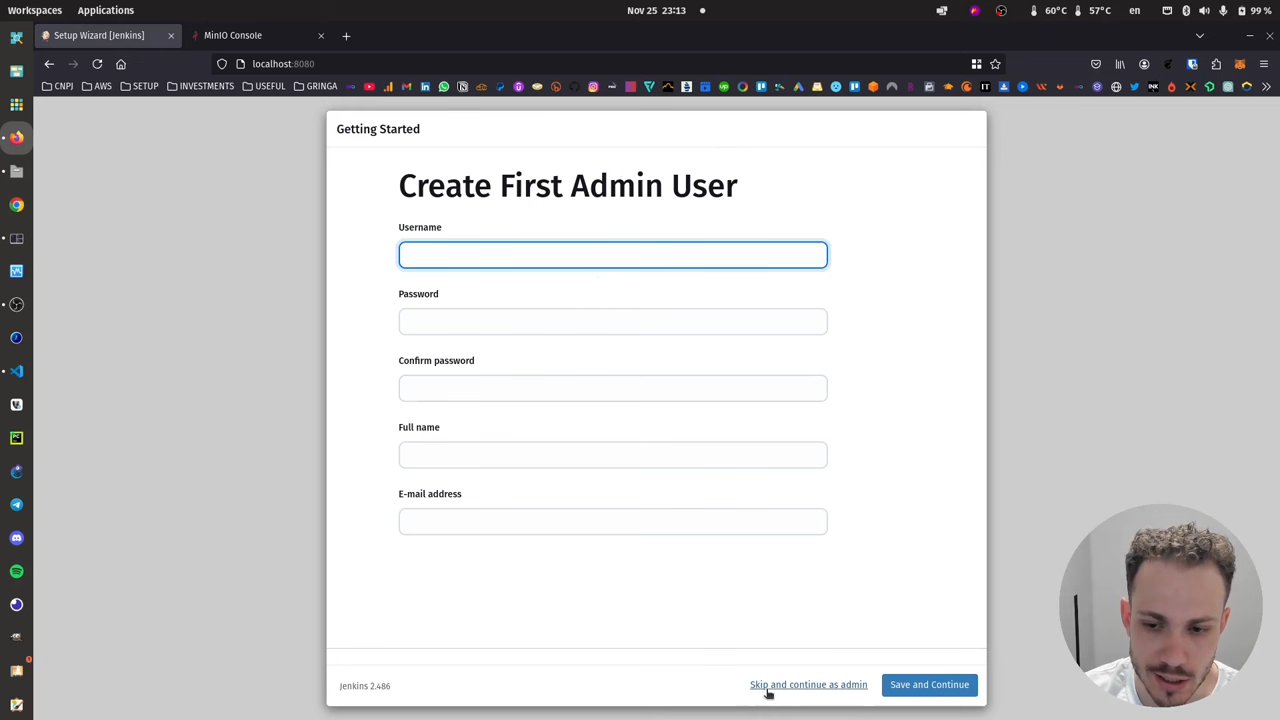 Workspaces Applications Nov 25 23:13 60°C 57°C en 99 %
Setup Wizard [Jenkins] MinIO Console
localhost:8080
CNPJ AWS SETUP INVESTMENTS USEFUL GRINGA
Getting Started
Create First Admin User
Username
Password
Confirm password
Full name
E-mail address
Jenkins 2.486 Skip and continue as admin Save and Continue